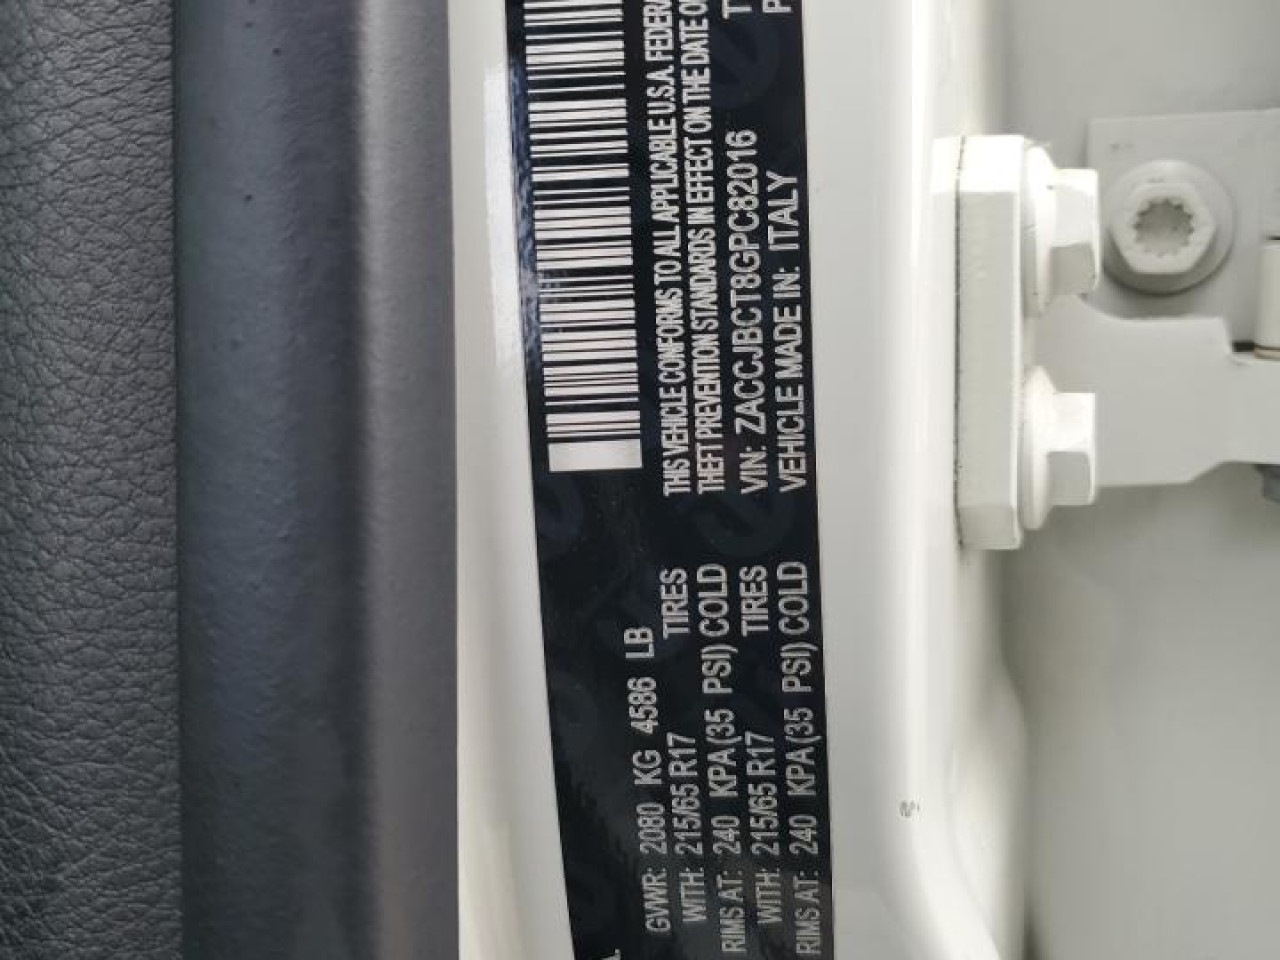 GVWR: 2080 KG 4586 LB
WITH: 215/65 R17 TIRES
RIMS AT: 240 KPA(35 PSI) COLD
WITH: 215/65 R17 TIRES
RIMS AT: 240 KPA(35 PSI) COLD
THIS VEHICLE CONFORMS TO ALL APPLICABLE U.S.A. FEDERA
THEFT PREVENTION STANDARDS IN EFFECT ON THE DATE O
VIN: ZACCJBCT8GPC82016
VEHICLE MADE IN: ITALY
T
P